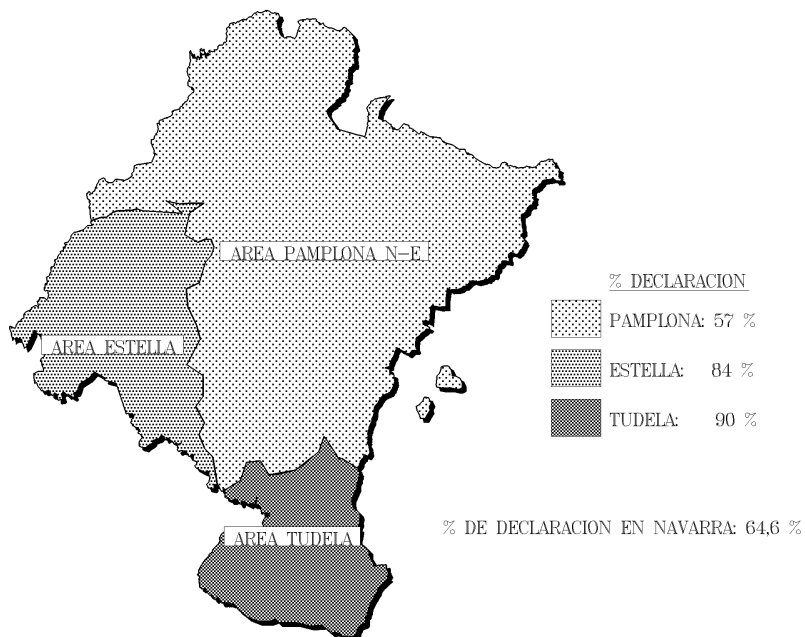 AREA PAMPLONA N-E
% DECLARACION
PAMPLONA: 57 %
AREA ESTELLA
ESTELLA: 84 %
TUDELA: 90 %
% DE DECLARACION EN NAVARRA: 64,6 %
AREA TUDELA